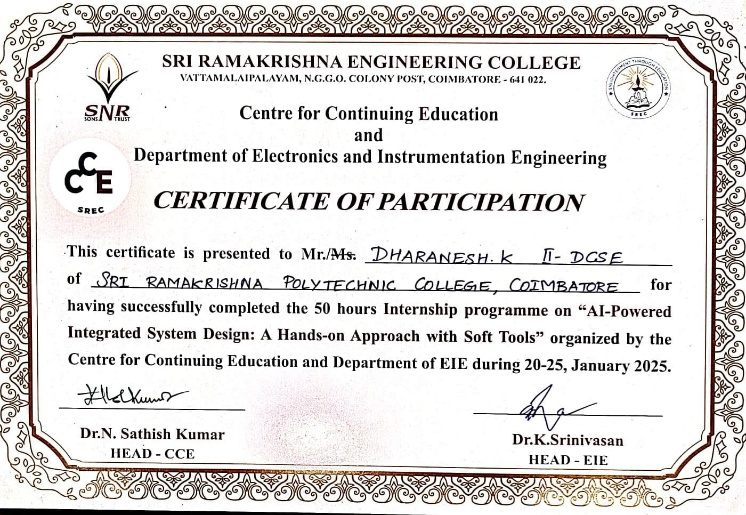 SRI RAMAKRISHNA ENGINEERING COLLEGE
VATTAMALAIPALAYAM, N.G.G.O. COLONY POST, COIMBATORE - 641 022.
SNR
SONS TRUST
SREC
Centre for Continuing Education
and
Department of Electronics and Instrumentation Engineering
CCE
SREC
CERTIFICATE OF PARTICIPATION
This certificate is presented to Mr./Ms. DHARANESH.K II-DCSE
of SRI RAMAKRISHNA POLYTECHNIC COLLEGE, COIMBATORE for
having successfully completed the 50 hours Internship programme on “AI-Powered
Integrated System Design: A Hands-on Approach with Soft Tools” organized by the
Centre for Continuing Education and Department of EIE during 20-25, January 2025.
Dr.N. Sathish Kumar
HEAD - CCE
Dr.K.Srinivasan
HEAD - EIE